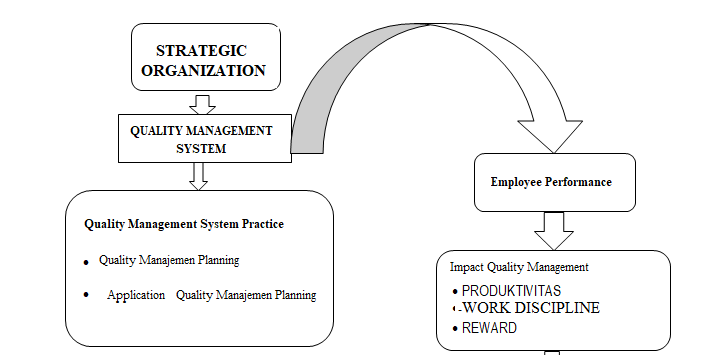 STRATEGIC
ORGANIZATION
QUALITY MANAGEMENT
SYSTEM
Quality Management System Practice
• Quality Manajemen Planning
• Application Quality Manajemen Planning
Employee Performance
Impact Quality Management
• PRODUKTIVITAS
-WORK DISCIPLINE
• REWARD